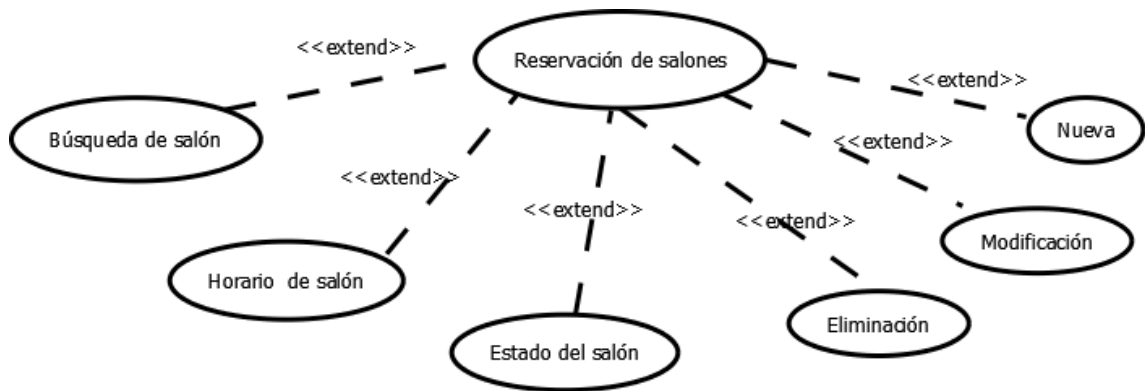 <<extend>>
Reservación de salones
<<extend>>
Búsqueda de salón
Nueva
<<extend>>
<<extend>>
<<extend>>
<<extend>>
Modificación
Horario de salón
Eliminación
Estado del salón